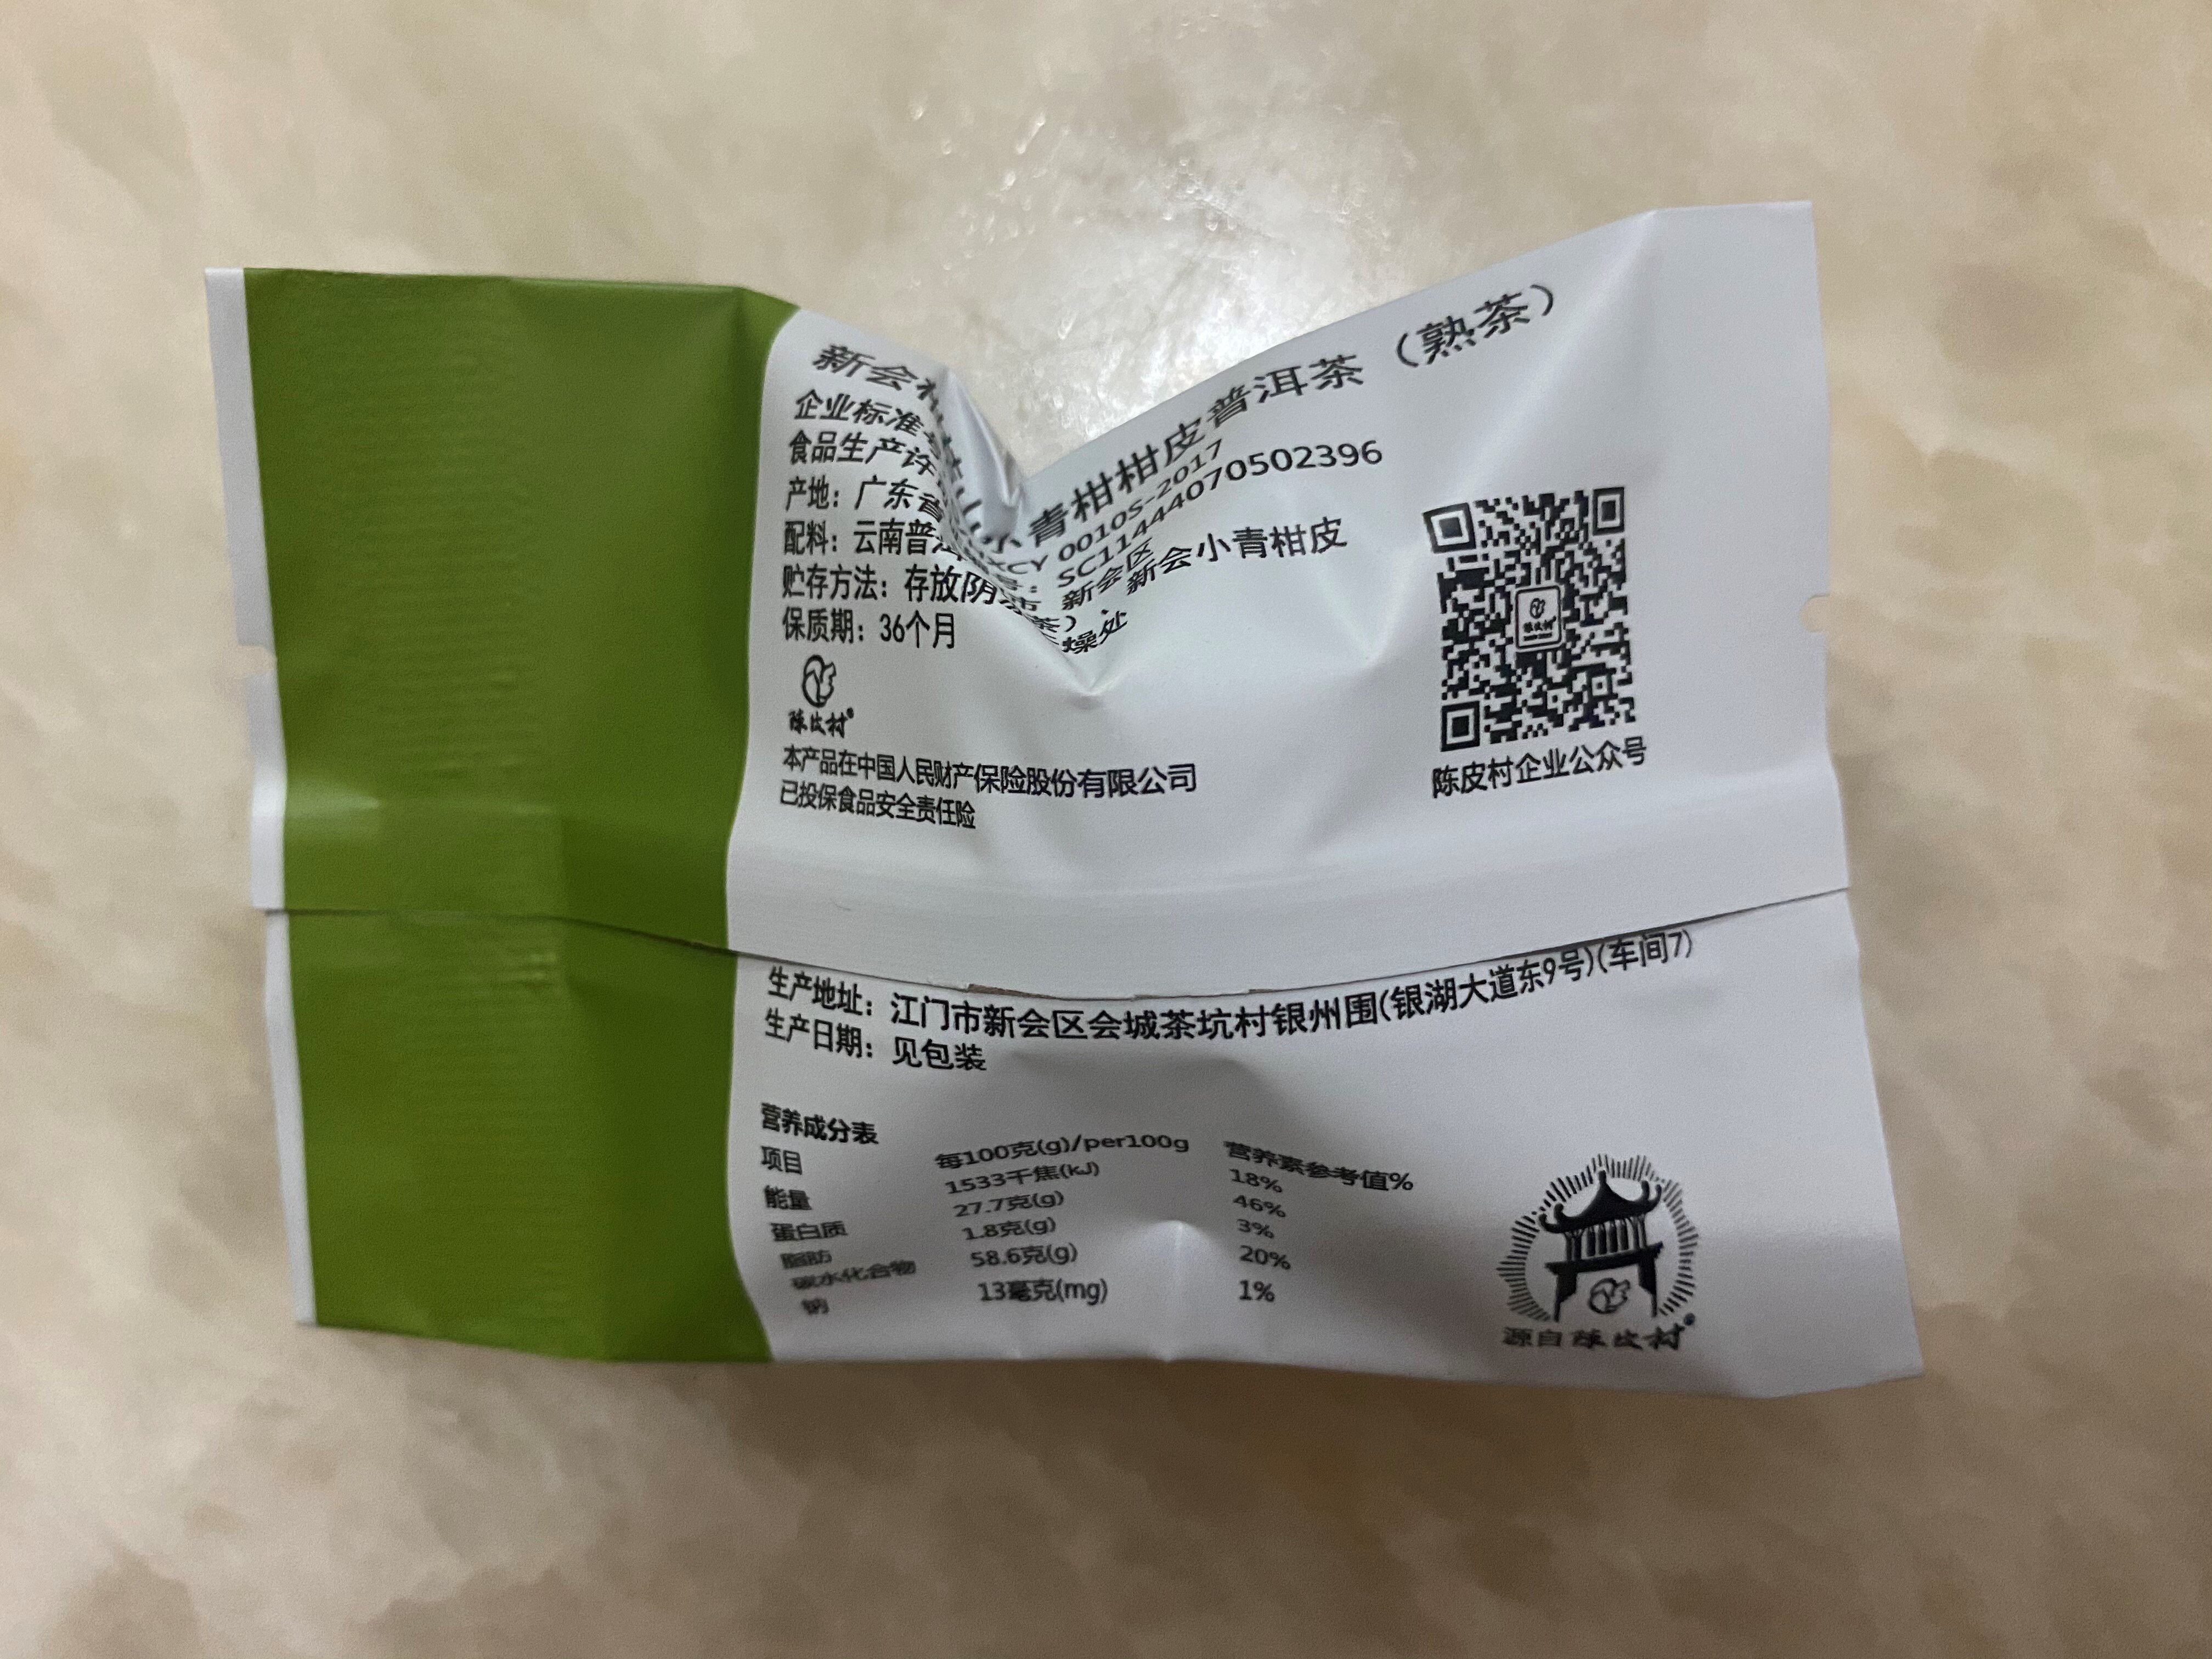 新会 小青柑柑皮普洱茶（熟茶）
企业标准 CY 0010S-2017
食品生产许 SC11444070502396
产地：广东省 新会区
配料：云南普洱 茶） 新会小青柑皮
贮存方法：存放阴 燥处
保质期：36个月
陈皮村®
本产品在中国人民财产保险股份有限公司
已投保食品安全责任险
陈皮村
陈皮村企业公众号
生产地址：江门市新会区会城茶坑村银州围(银湖大道东9号)(车间7)
生产日期：见包装
营养成分表
项目 每100克(g)/per100g 营养素参考值%
能量 1533千焦(kJ) 18%
蛋白质 27.7克(g) 46%
脂肪 1.8克(g) 3%
碳水化合物 58.6克(g) 20%
钠 13毫克(mg) 1%
源自陈皮村®